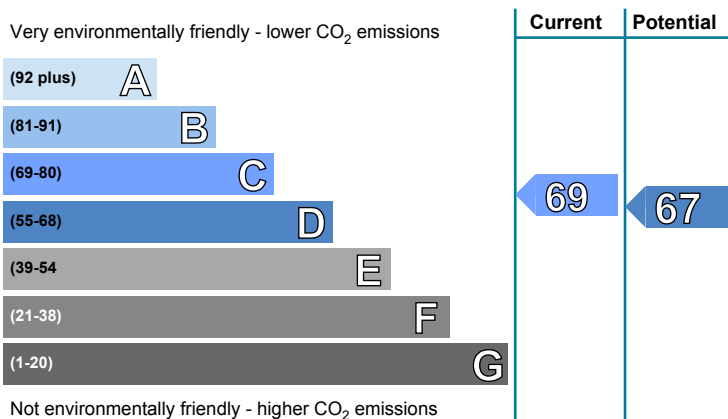 Current Potential
Very environmentally friendly - lower CO2 emissions
(92 plus) A
(81-91) B
(69-80) C
69
(55-68) D
67
(39-54 E
(21-38) F
(1-20) G
Not environmentally friendly - higher CO2 emissions